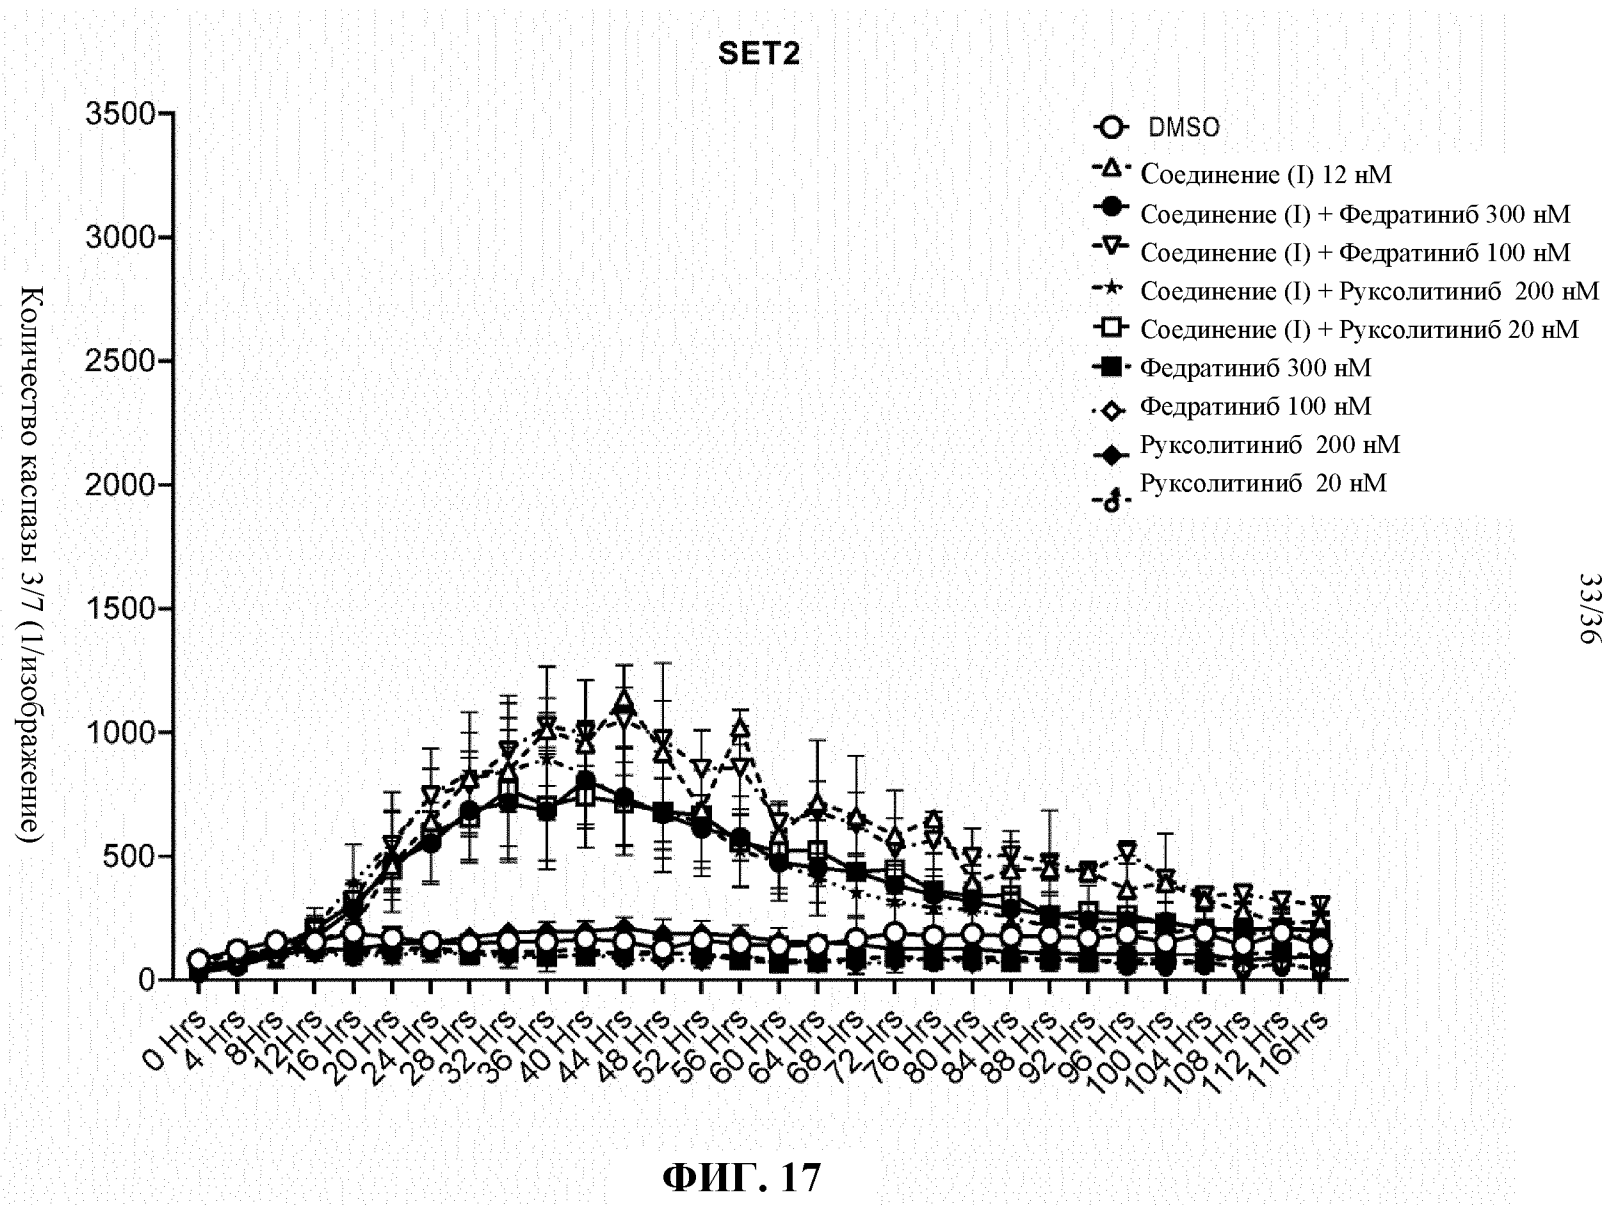 SET2
3500
3000
2500
2000
1500
1000
500
0
Количество каспазы 3/7 (1/изображение)
DMSO
Соединение (I) 12 нМ
Соединение (I) + Федратиниб 300 нМ
Соединение (I) + Федратиниб 100 нМ
Соединение (I) + Руксолитиниб 200 нМ
Соединение (I) + Руксолитиниб 20 нМ
Федратиниб 300 нМ
Федратиниб 100 нМ
Руксолитиниб 200 нМ
Руксолитиниб 20 нМ
33/36
0 Hrs
4 Hrs
8Hrs
12Hrs
16 Hrs
20 Hrs
24 Hrs
28 Hrs
32 Hrs
36 Hrs
40 Hrs
44 Hrs
48 Hrs
52 Hrs
56 Hrs
60 Hrs
64 Hrs
68 Hrs
72 Hrs
76 Hrs
80 Hrs
84 Hrs
88 Hrs
92 Hrs
96 Hrs
100 Hrs
104 Hrs
108 Hrs
112 Hrs
116Hrs
ФИГ. 17